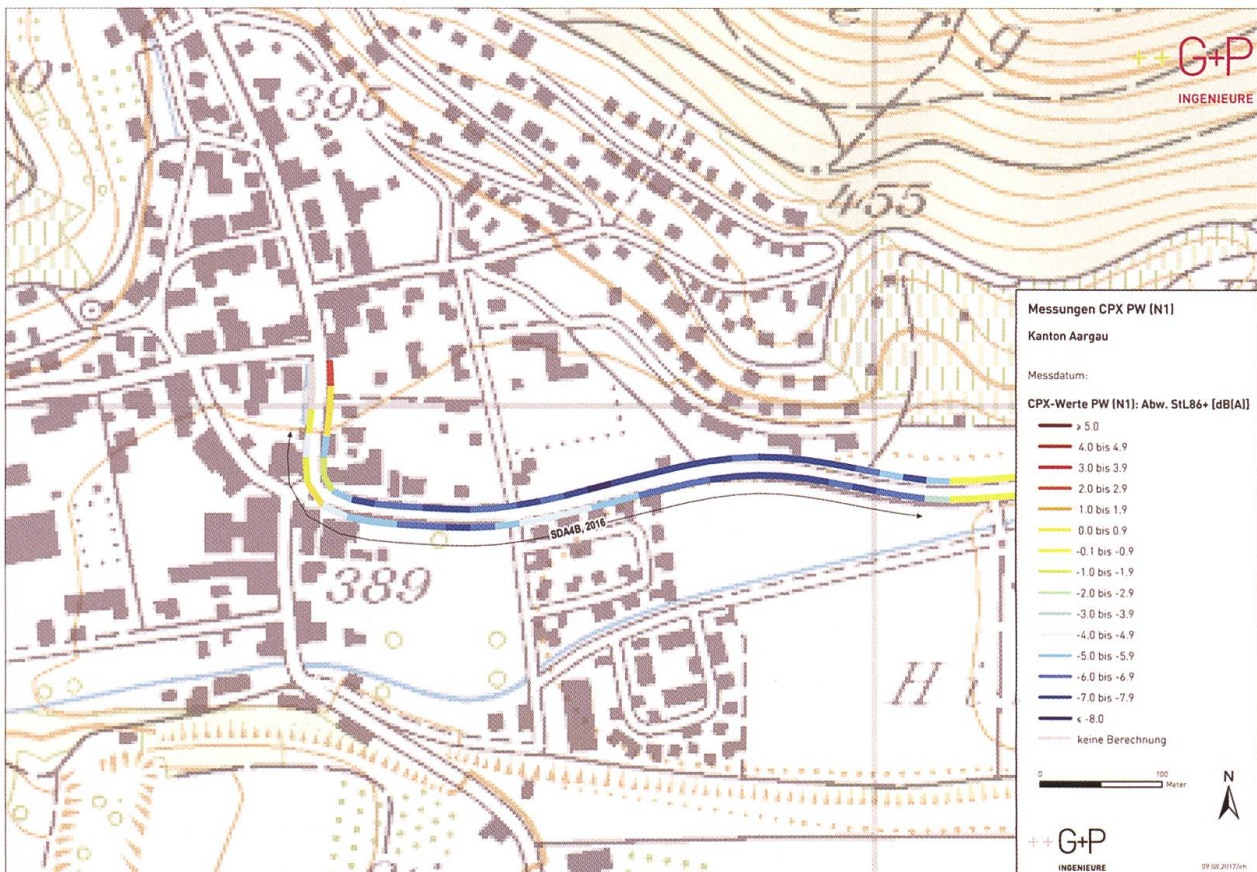 e r g
++ G+P
INGENIEURE
395
455
389
SDA4B, 2016
H i
Messungen CPX PW (N1)
Kanton Aargau
Messdatum:
CPX-Werte PW (N1): Abw. StL86+ [dB(A)]
> 5.0
4.0 bis 4.9
3.0 bis 3.9
2.0 bis 2.9
1.0 bis 1.9
0.0 bis 0.9
-0.1 bis -0.9
-1.0 bis -1.9
-2.0 bis -2.9
-3.0 bis -3.9
-4.0 bis -4.9
-5.0 bis -5.9
-6.0 bis -6.9
-7.0 bis -7.9
< -8.0
keine Berechnung
0 100
Meter
N
++ G+P
INGENIEURE
09.08.2017/eh